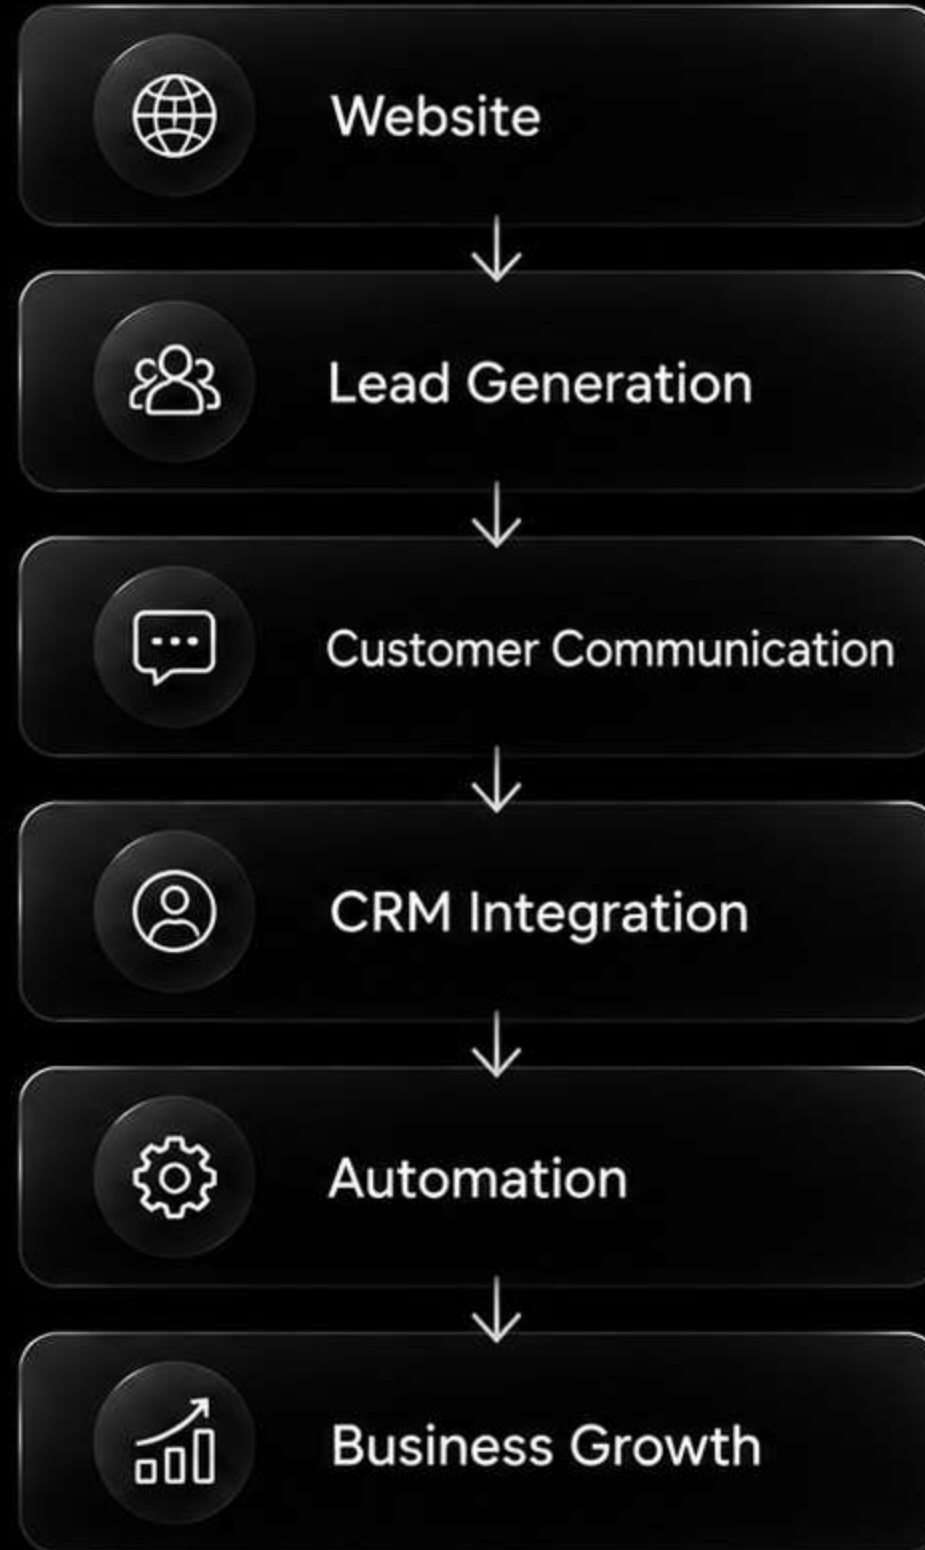 Website
Lead Generation
Customer Communication
CRM Integration
Automation
Business Growth